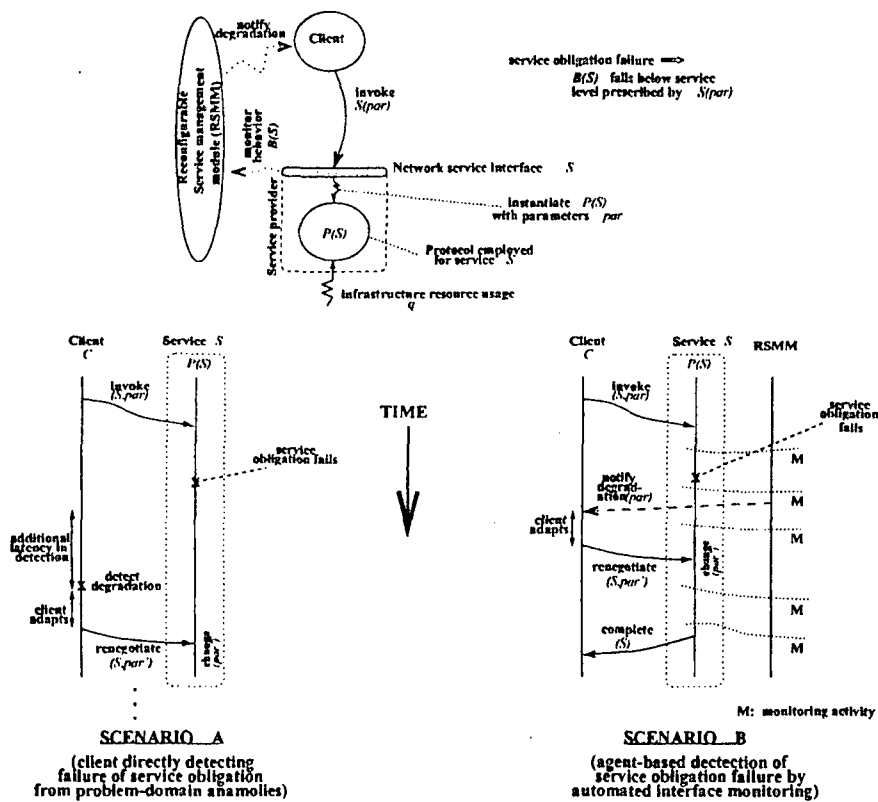 notify
degradation
Client
service obligation failure ==>
B(S) falls below service
level prescribed by S(par)
invoke
S(par)
Reconfigurable
Service management
module (RSMM)
monitor
behavior
B(S)
Network service interface S
instantiate P(S)
with parameters par
Service provider
P(S)
Protocol employed
for service S
infrastructure resource usage
q
Client
C
Service S
P(S)
invoke
(S,par)
service
obligation fails
additional
latency in
detection
detect
degradation
client
adapts
renegotiate
(S,par')
change
(par')
SCENARIO A
(client directly detecting
failure of service obligation
from problem-domain anamolies)
TIME
Client
C
Service S
P(S)
RSMM
invoke
(S,par)
service
obligation
fails
M
notify
degrad-
ation(par)
M
client
adapts
M
renegotiate
(S,par')
change
(par')
M
complete
(S)
M
M: monitoring activity
SCENARIO B
(agent-based dectection of
service obligation failure by
automated interface monitoring)